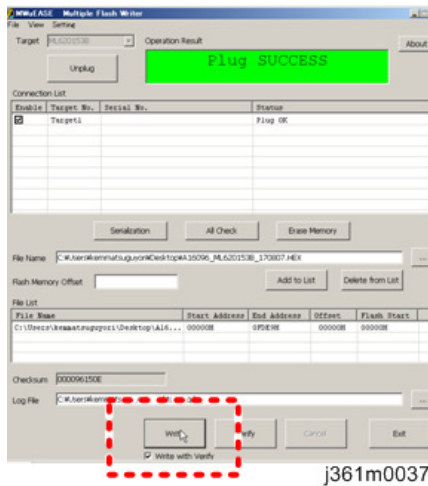 MWuEASE Multiple Flash Writer
File View Setting
Target ML620153B Operation Result About
Unplug Plug SUCCESS
Connection List
Enable Target No. Serial No. Status
Target1 Plug OK
Serialization All Check Erase Memory
File Name ...
Flash Memory Offset Add to List Delete from List
File List
File Name Start Address End Address Offset Flash Start
00000H 00000H 00000H
Checksum
Log File ...
Write Cancel Exit
Write with Verify
j361m0037